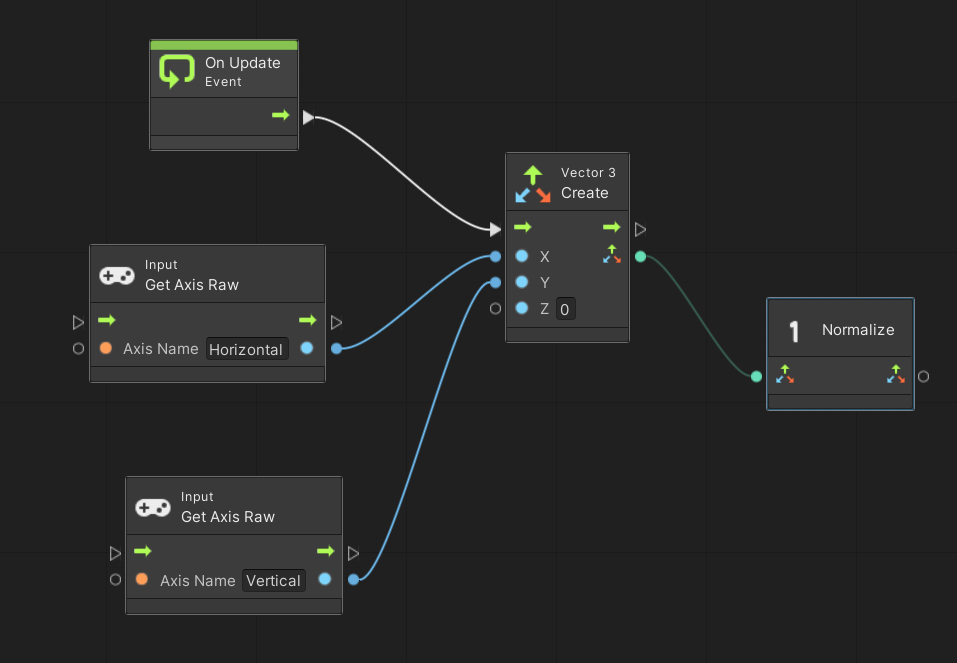 On Update
Event
Vector 3
Create
X
Y
Z 0
Input
Get Axis Raw
Axis Name Horizontal
1 Normalize
Input
Get Axis Raw
Axis Name Vertical